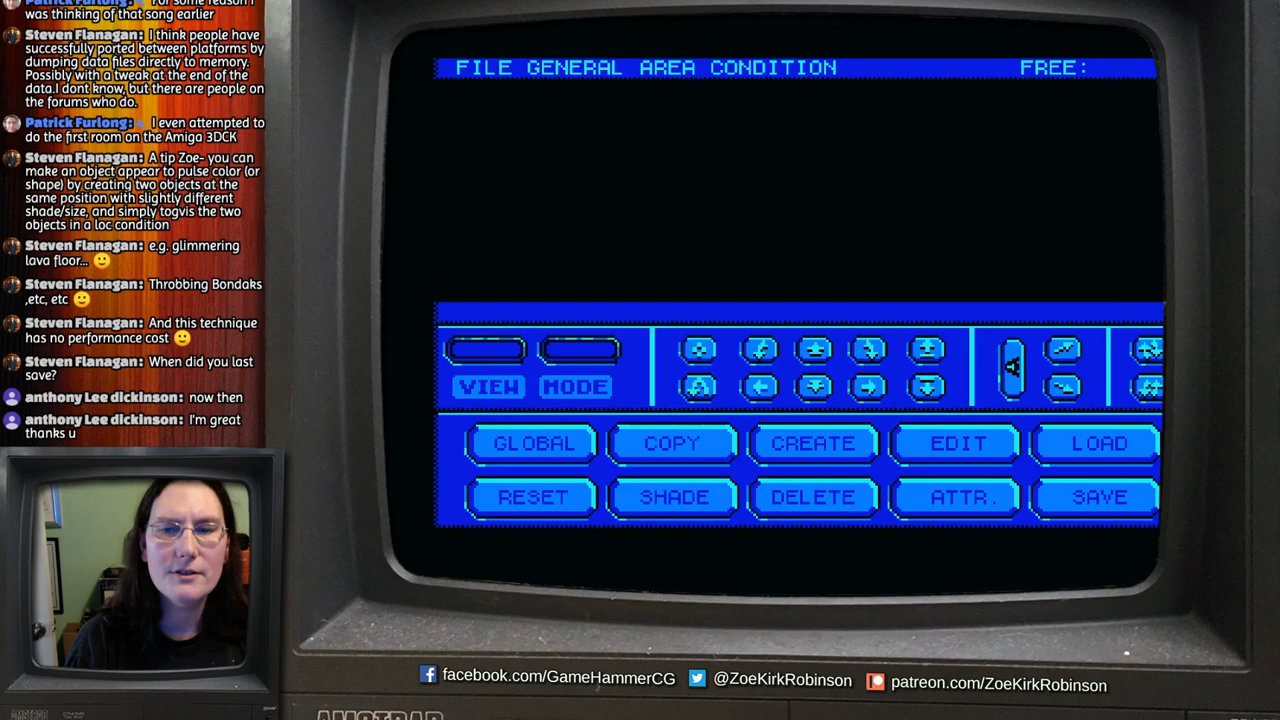 Patrick Furlong: For some reason I
was thinking of that song earlier
Steven Flanagan: I think people have
successfully ported between platforms by
dumping data files directly to memory.
Possibly with a tweak at the end of the
data.I dont know, but there are people on
the forums who do.
Patrick Furlong: I even attempted to
do the first room on the Amiga 3DCK
Steven Flanagan: A tip Zoe- you can
make an object appear to pulse color (or
shape) by creating two objects at the
same position with slightly different
shade/size, and simply togvis the two
objects in a loc condition
Steven Flanagan: e.g. glimmering
lava floor... 🙂
Steven Flanagan: Throbbing Bondaks
,etc, etc 🙂
Steven Flanagan: And this technique
has no performance cost 🙂
Steven Flanagan: When did you last
save?
anthony Lee dickinson: now then
anthony Lee dickinson: I'm great
thanks u
FILE GENERAL AREA CONDITION FREE:
VIEW MODE
A
GLOBAL COPY CREATE EDIT LOAD
RESET SHADE DELETE ATTR. SAVE
facebook.com/GameHammerCG @ZoeKirkRobinson patreon.com/ZoeKirkRobinson
AMSTRAD